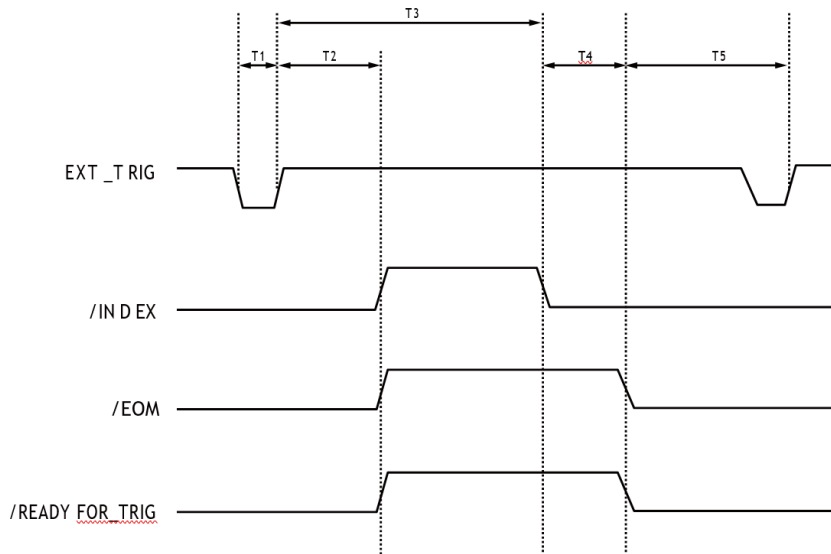 T3
T1
T2
T4
T5
EXT _T RIG
/IN D EX
/EOM
/READY FOR_TRIG